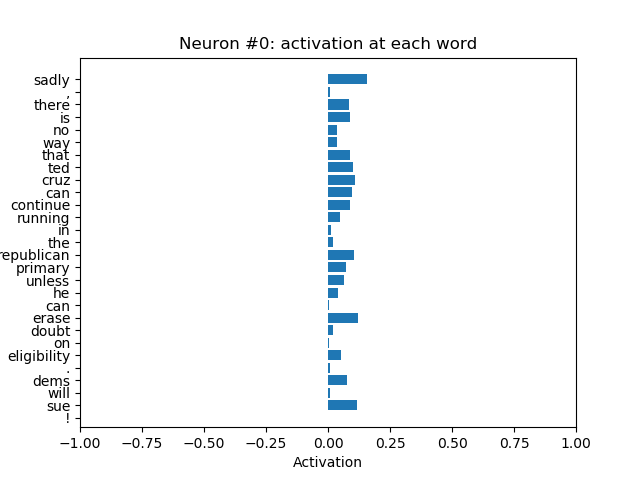 Neuron #0: activation at each word
sadly
,
there
is
no
way
that
ted
cruz
can
continue
running
in
the
republican
primary
unless
he
can
erase
doubt
on
eligibility
.
dems
will
sue
!
−1.00 −0.75 −0.50 −0.25 0.00 0.25 0.50 0.75 1.00
Activation